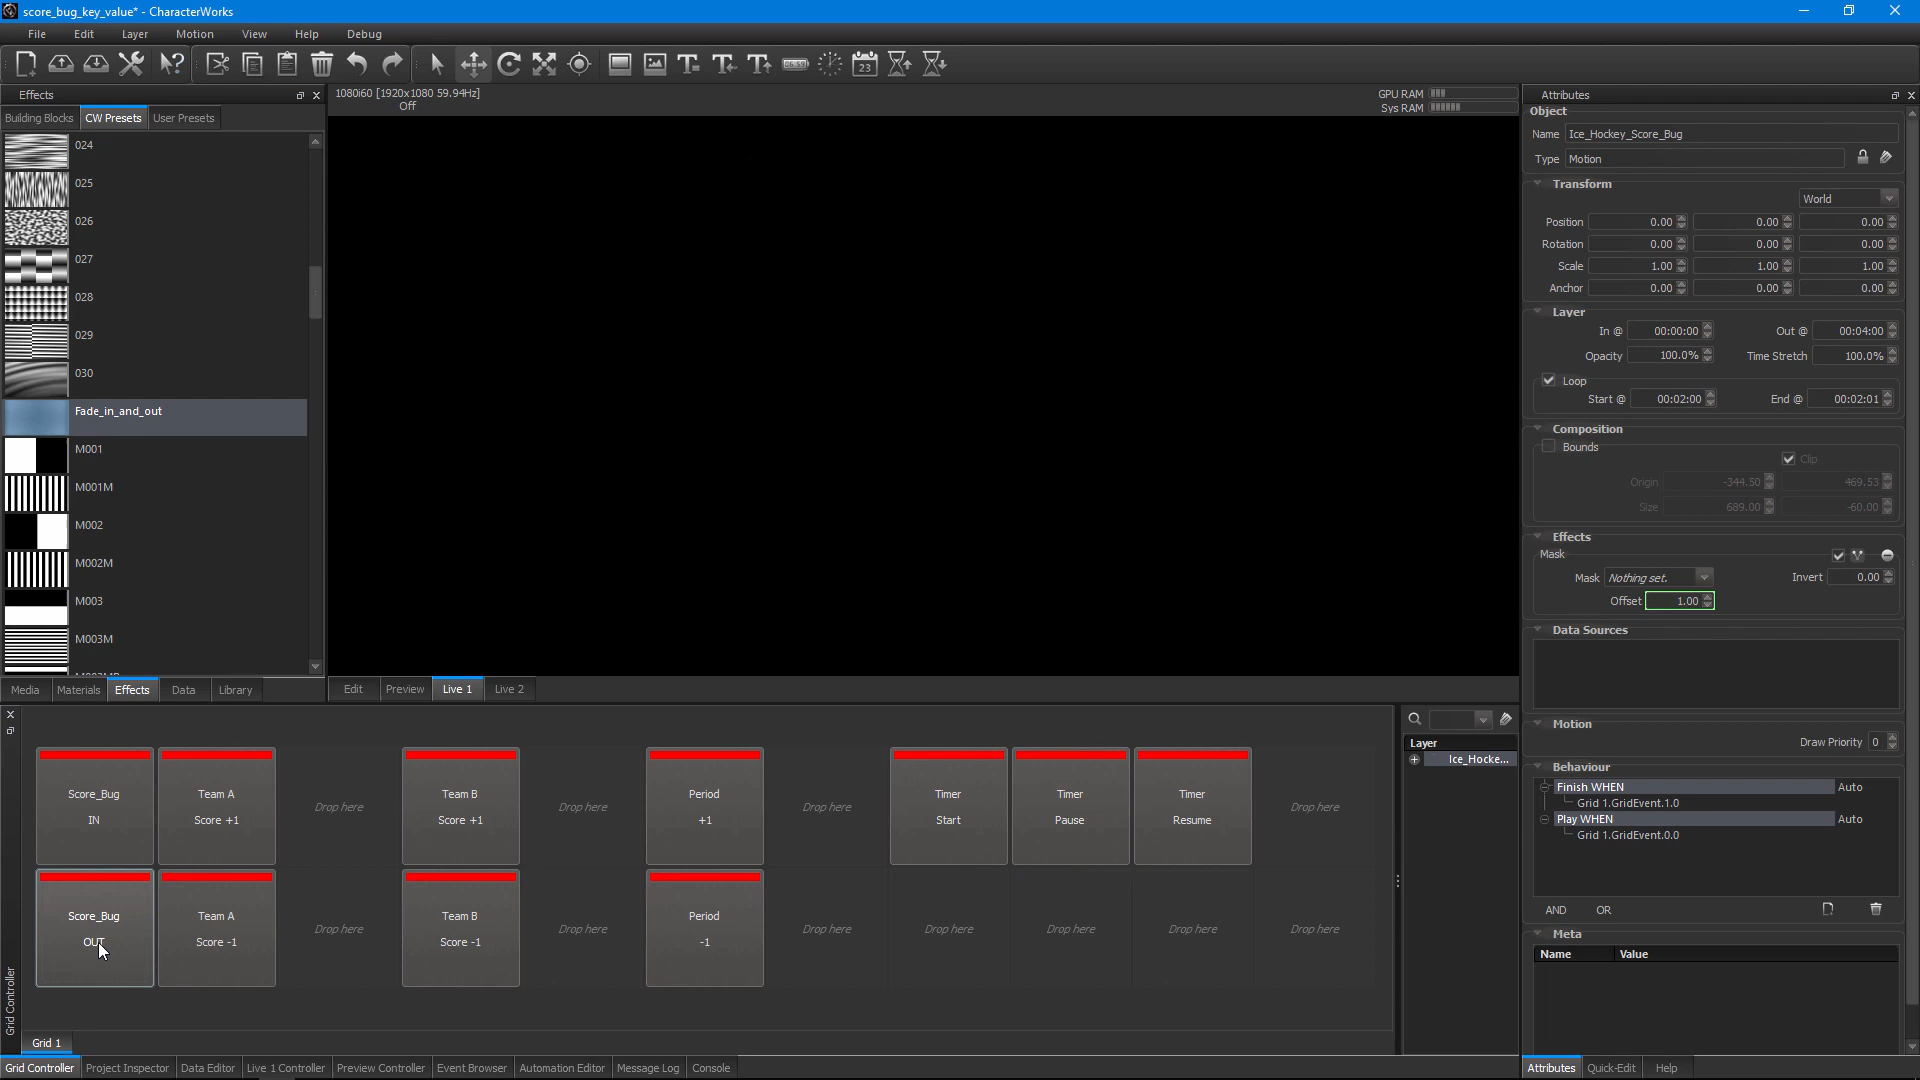 score_bug_key_value* - CharacterWorks
File Edit Layer Motion View Help Debug
Effects
Building Blocks CW Presets User Presets
024
025
026
027
028
029
030
Fade_in_and_out
M001
M001M
M002
M002M
M003
M003M
Media Materials Effects Data Library
1080i60 [1920x1080 59.94Hz]
Off
GPU RAM
Sys RAM
Edit Preview Live 1 Live 2
Attributes
Object
Name Ice_Hockey_Score_Bug
Type Motion
Transform
World
Position 0.00 0.00 0.00
Rotation 0.00 0.00 0.00
Scale 1.00 1.00 1.00
Anchor 0.00 0.00 0.00
Layer
In @ 00:00:00 Out @ 00:04:00
Opacity 100.0% Time Stretch 100.0%
Loop
Start @ 00:02:00 End @ 00:02:01
Composition
Bounds
Clip
Origin -344.50 469.53
Size 689.00 -60.00
Effects
Mask
Mask Nothing set. Invert 0.00
Offset 1.00
Data Sources
Motion
Draw Priority 0
Behaviour
Finish WHEN Auto
Grid 1.GridEvent.1.0
Play WHEN Auto
Grid 1.GridEvent.0.0
AND OR
Meta
Name Value
Attributes Quick-Edit Help
Grid Controller
Score_Bug
IN
Team A
Score +1
Drop here
Team B
Score +1
Drop here
Period
+1
Drop here
Timer
Start
Timer
Pause
Timer
Resume
Drop here
Score_Bug
OUT
Team A
Score -1
Drop here
Team B
Score -1
Drop here
Period
-1
Drop here
Drop here
Drop here
Drop here
Drop here
Layer
Ice_Hocke...
Grid 1
Grid Controller Project Inspector Data Editor Live 1 Controller Preview Controller Event Browser Automation Editor Message Log Console